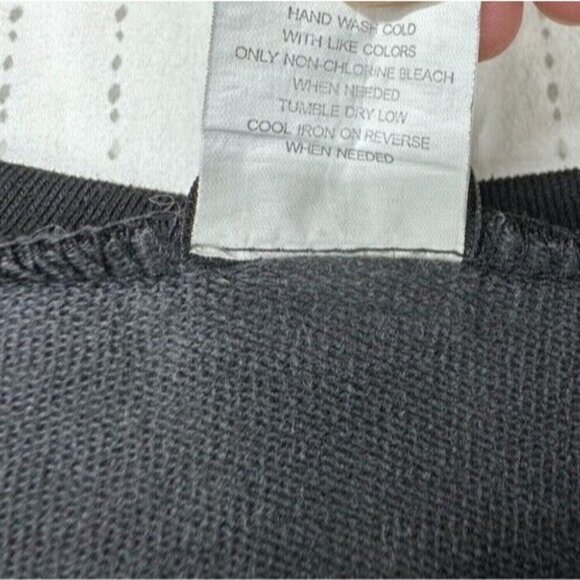 HAND WASH COLD
WITH LIKE COLORS
ONLY NON-CHLORINE BLEACH
WHEN NEEDED
TUMBLE DRY LOW
COOL IRON ON REVERSE
WHEN NEEDED